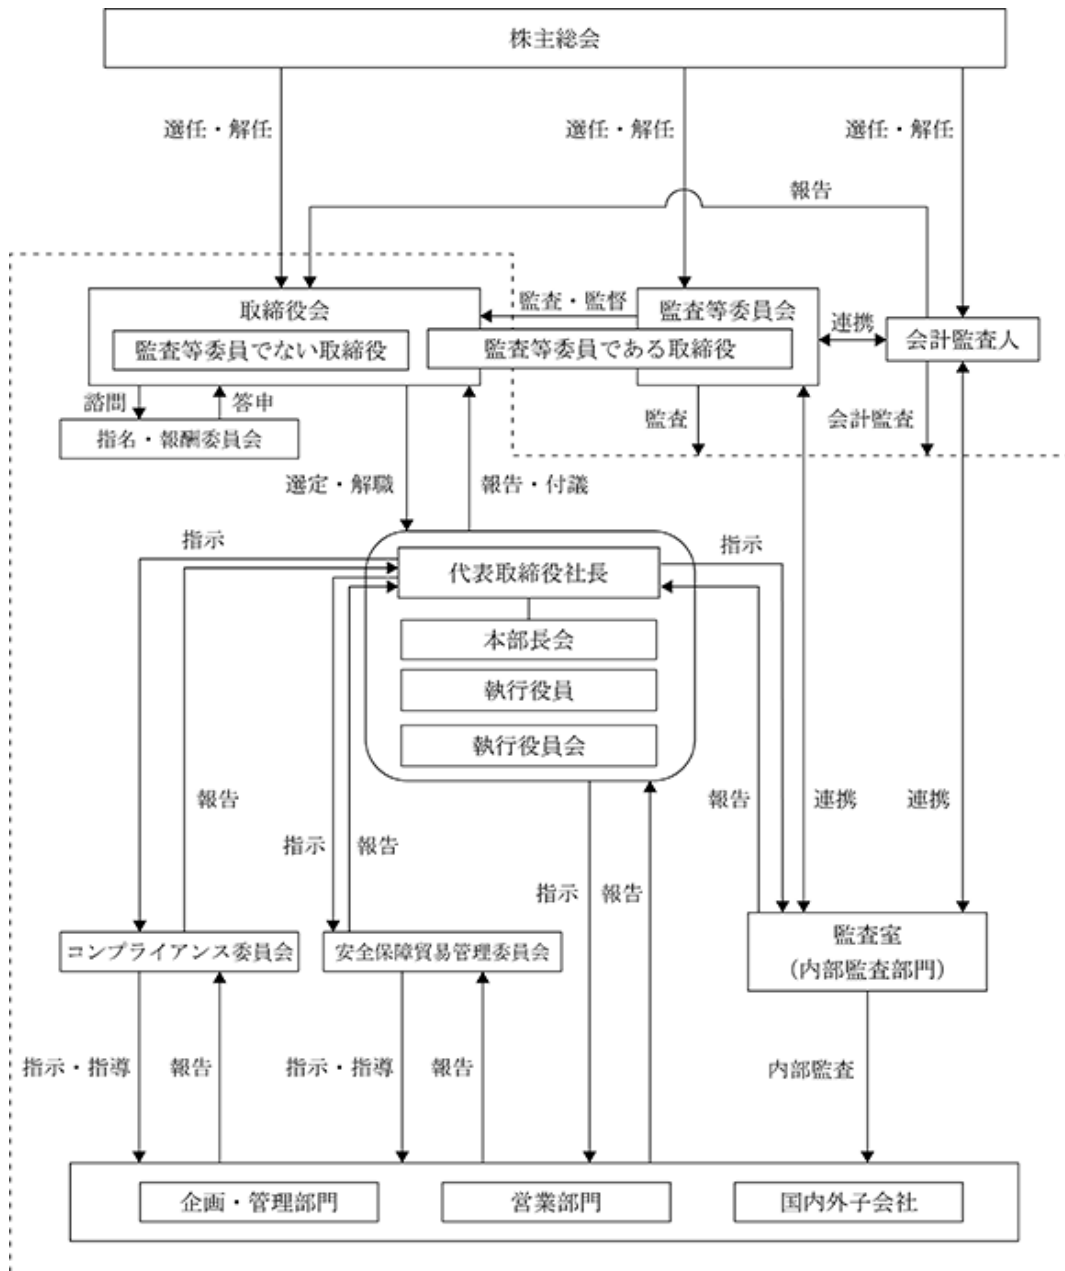 株主総会
選任・解任
選任・解任
選任・解任
報告
取締役会
監査・監督
監査等委員会
連携
会計監査人
監査等委員でない取締役
監査等委員である取締役
諮問
答申
監査
会計監査
指名・報酬委員会
選定・解職
報告・付議
指示
指示
代表取締役社長
本部長会
執行役員
執行役員会
報告
報告
連携
連携
指示
報告
指示
報告
コンプライアンス委員会
安全保障貿易管理委員会
監査室
(内部監査部門)
指示・指導
報告
指示・指導
報告
内部監査
企画・管理部門
営業部門
国内外子会社